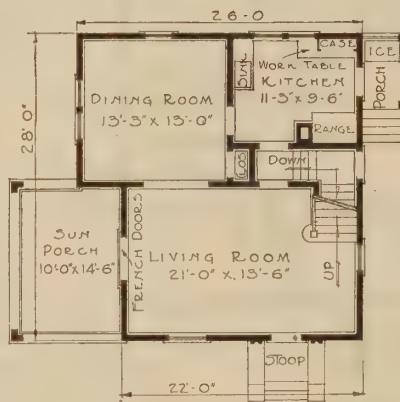 26-0
CASE
ICE
WORK TABLE
SINK
KITCHEN
11'-3" x 9'-6"
PORCH
DINING ROOM
13'-3" x 13'-0"
28'-0"
RANGE
CLOS
DOWN
SUN
PORCH
10'-0" x 14'-6"
FRENCH DOORS
LIVING ROOM
21'-0" x 13'-6"
UP
STOOP
22'-0"